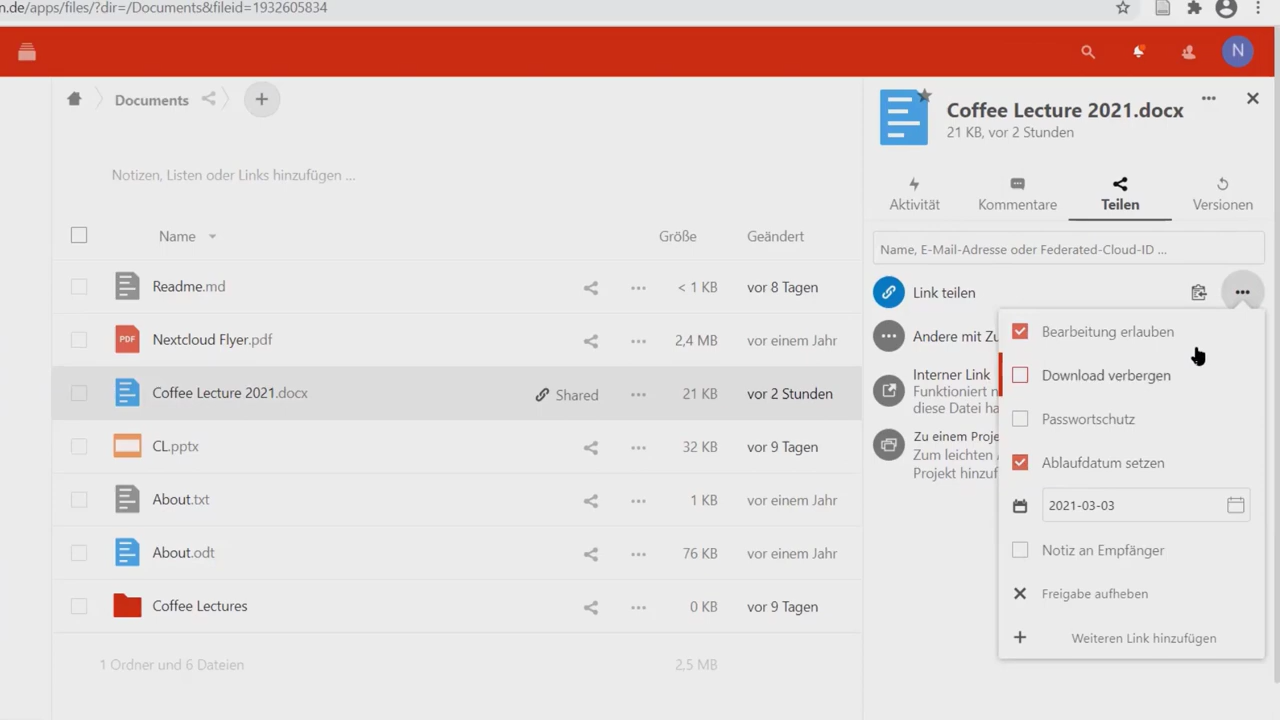 n.de/apps/files/?dir=/Documents&fileid=1932605834
N
Documents
Notizen, Listen oder Links hinzufügen ...
Name
Größe
Geändert
Readme.md
< 1 KB
vor 8 Tagen
PDF
Nextcloud Flyer.pdf
2,4 MB
vor einem Jahr
Coffee Lecture 2021.docx
Shared
21 KB
vor 2 Stunden
CL.pptx
32 KB
vor 9 Tagen
About.txt
1 KB
vor einem Jahr
About.odt
76 KB
vor einem Jahr
Coffee Lectures
0 KB
vor 9 Tagen
1 Ordner und 6 Dateien
2,5 MB
Coffee Lecture 2021.docx
21 KB, vor 2 Stunden
Aktivität
Kommentare
Teilen
Versionen
Name, E-Mail-Adresse oder Federated-Cloud-ID ...
Link teilen
Andere mit Zu
Interner Link
Funktioniert n
diese Datei ha
Zu einem Proje
Zum leichten
Projekt hinzuf
Bearbeitung erlauben
Download verbergen
Passwortschutz
Ablaufdatum setzen
2021-03-03
Notiz an Empfänger
Freigabe aufheben
Weiteren Link hinzufügen